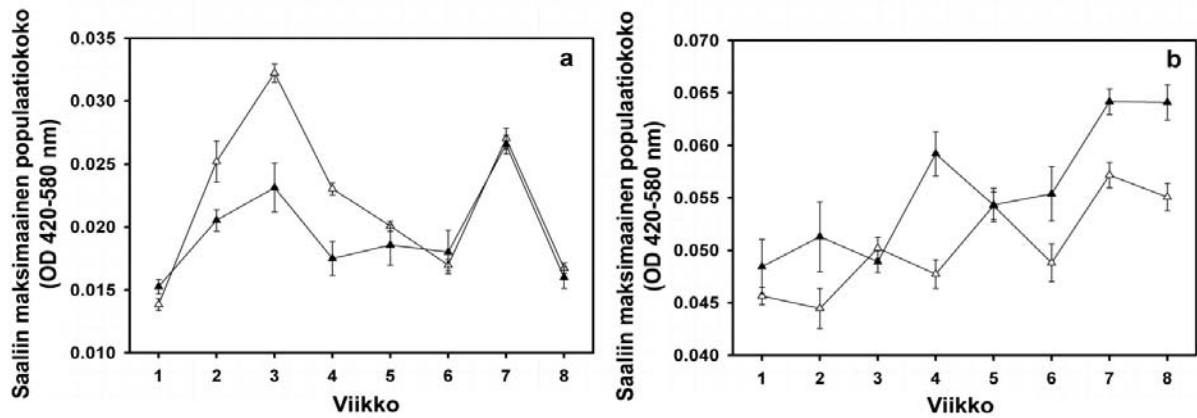 Saaliin maksimaainen populaatiokoko
(OD 420-580 nm)
a
0.035
0.030
0.025
0.020
0.015
0.010
1 2 3 4 5 6 7 8
Viikko
Saaliin maksimaainen populaatiokoko
(OD 420-580 nm)
b
0.070
0.065
0.060
0.055
0.050
0.045
0.040
1 2 3 4 5 6 7 8
Viikko